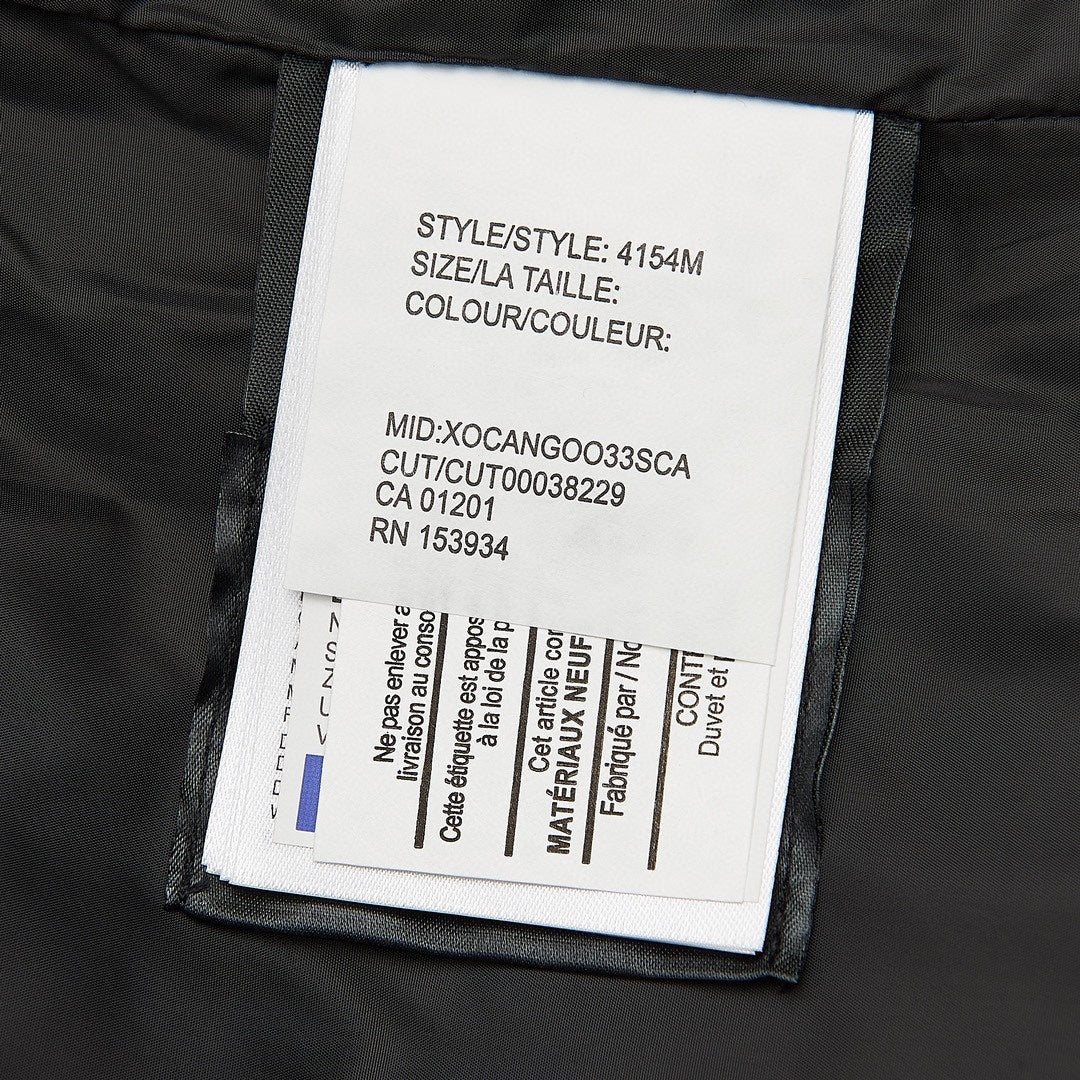 STYLE/STYLE: 4154M
SIZE/LA TAILLE:
COLOUR/COULEUR:
MID:XOCANGOO33SCA
CUT/CUT00038229
CA 01201
RN 153934
Ne pas enlever a
livraison au conso
Cette étiquette est appos
à la loi de la p
Cet article cor
MATÉRIAUX NEUF
Fabriqué par / No
CONT
Duvet et